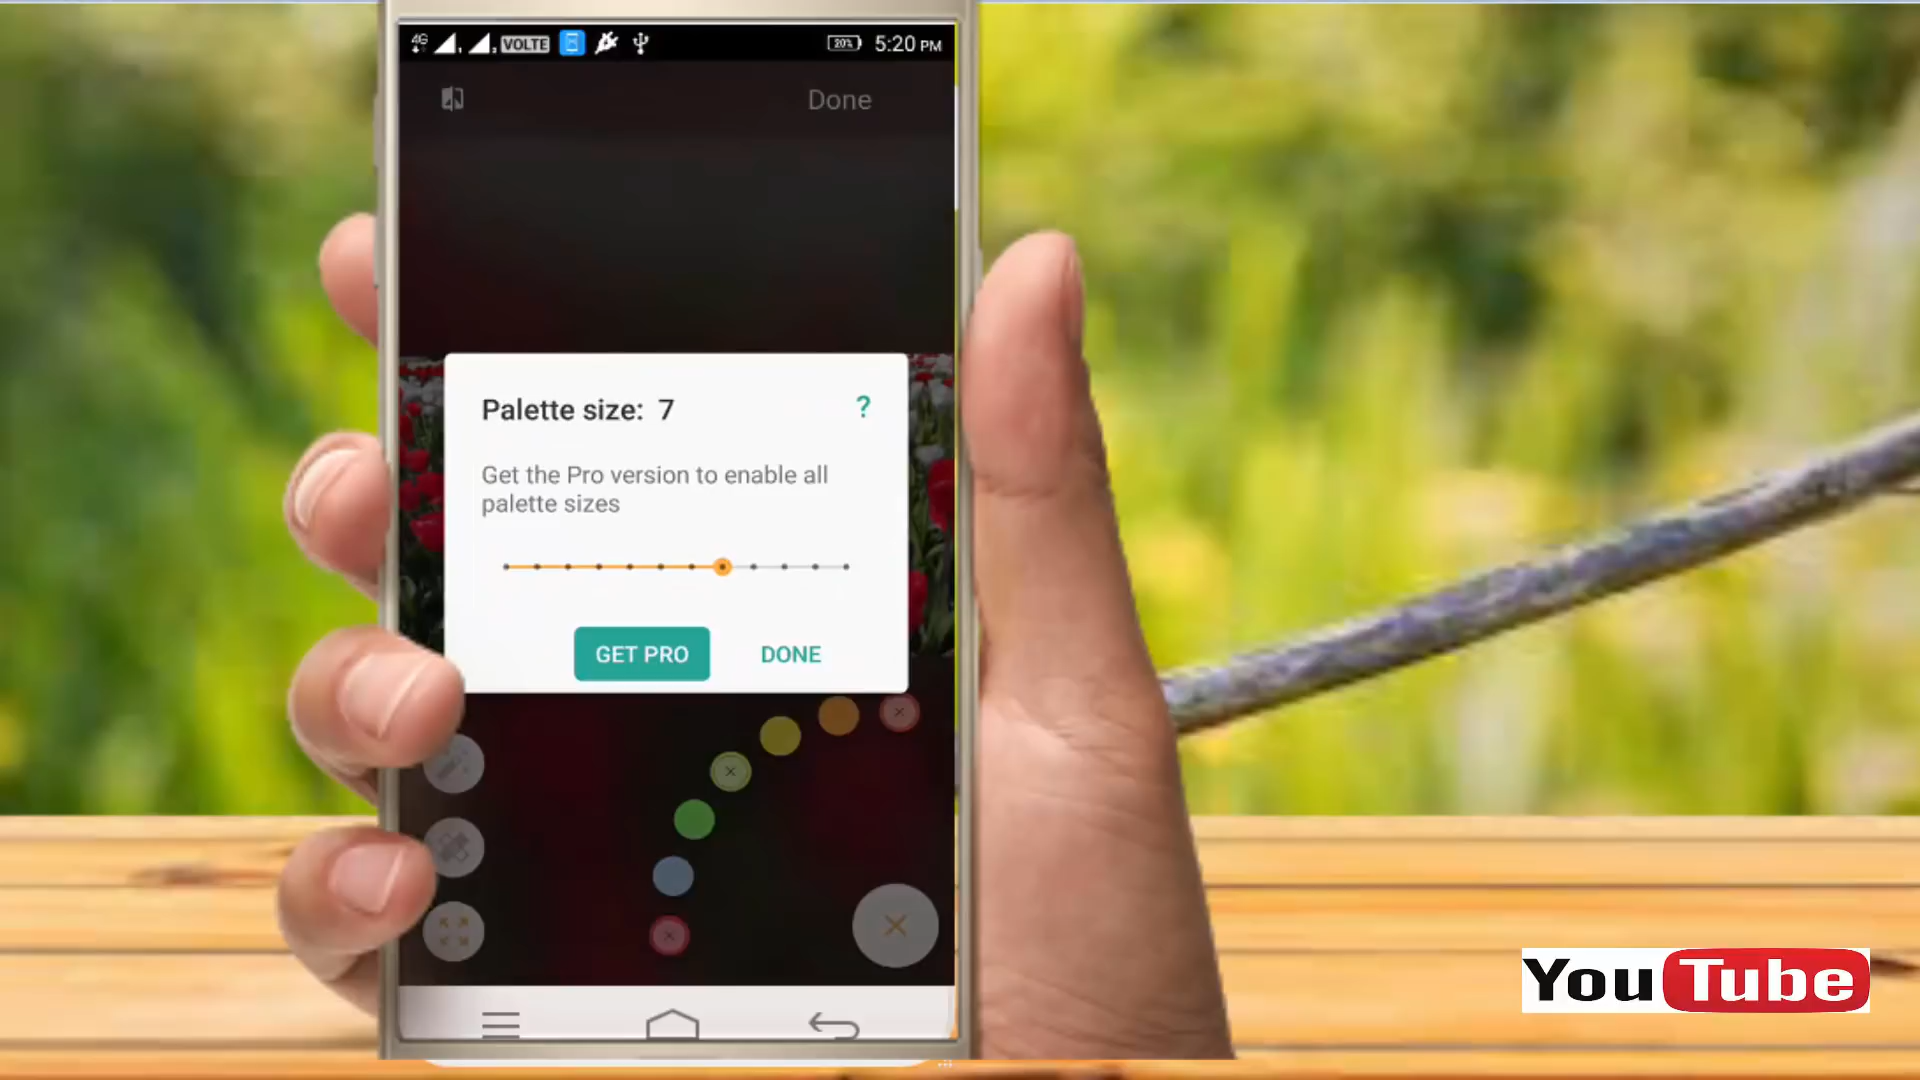 4G VOLTE 20% 5:20 PM
Done
Palette size: 7 ?
Get the Pro version to enable all
palette sizes
GET PRO DONE
YouTube